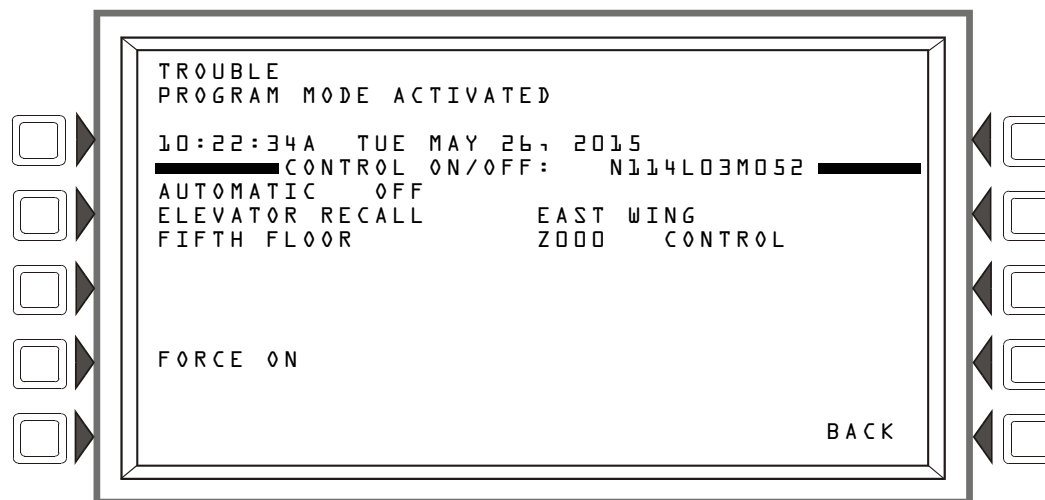 TROUBLE
PROGRAM MODE ACTIVATED
10:22:34A TUE MAY 26, 2015
CONTROL ON/OFF: N114L03M052
AUTOMATIC OFF
ELEVATOR RECALL EAST WING
FIFTH FLOOR Z000 CONTROL
FORCE ON
BACK